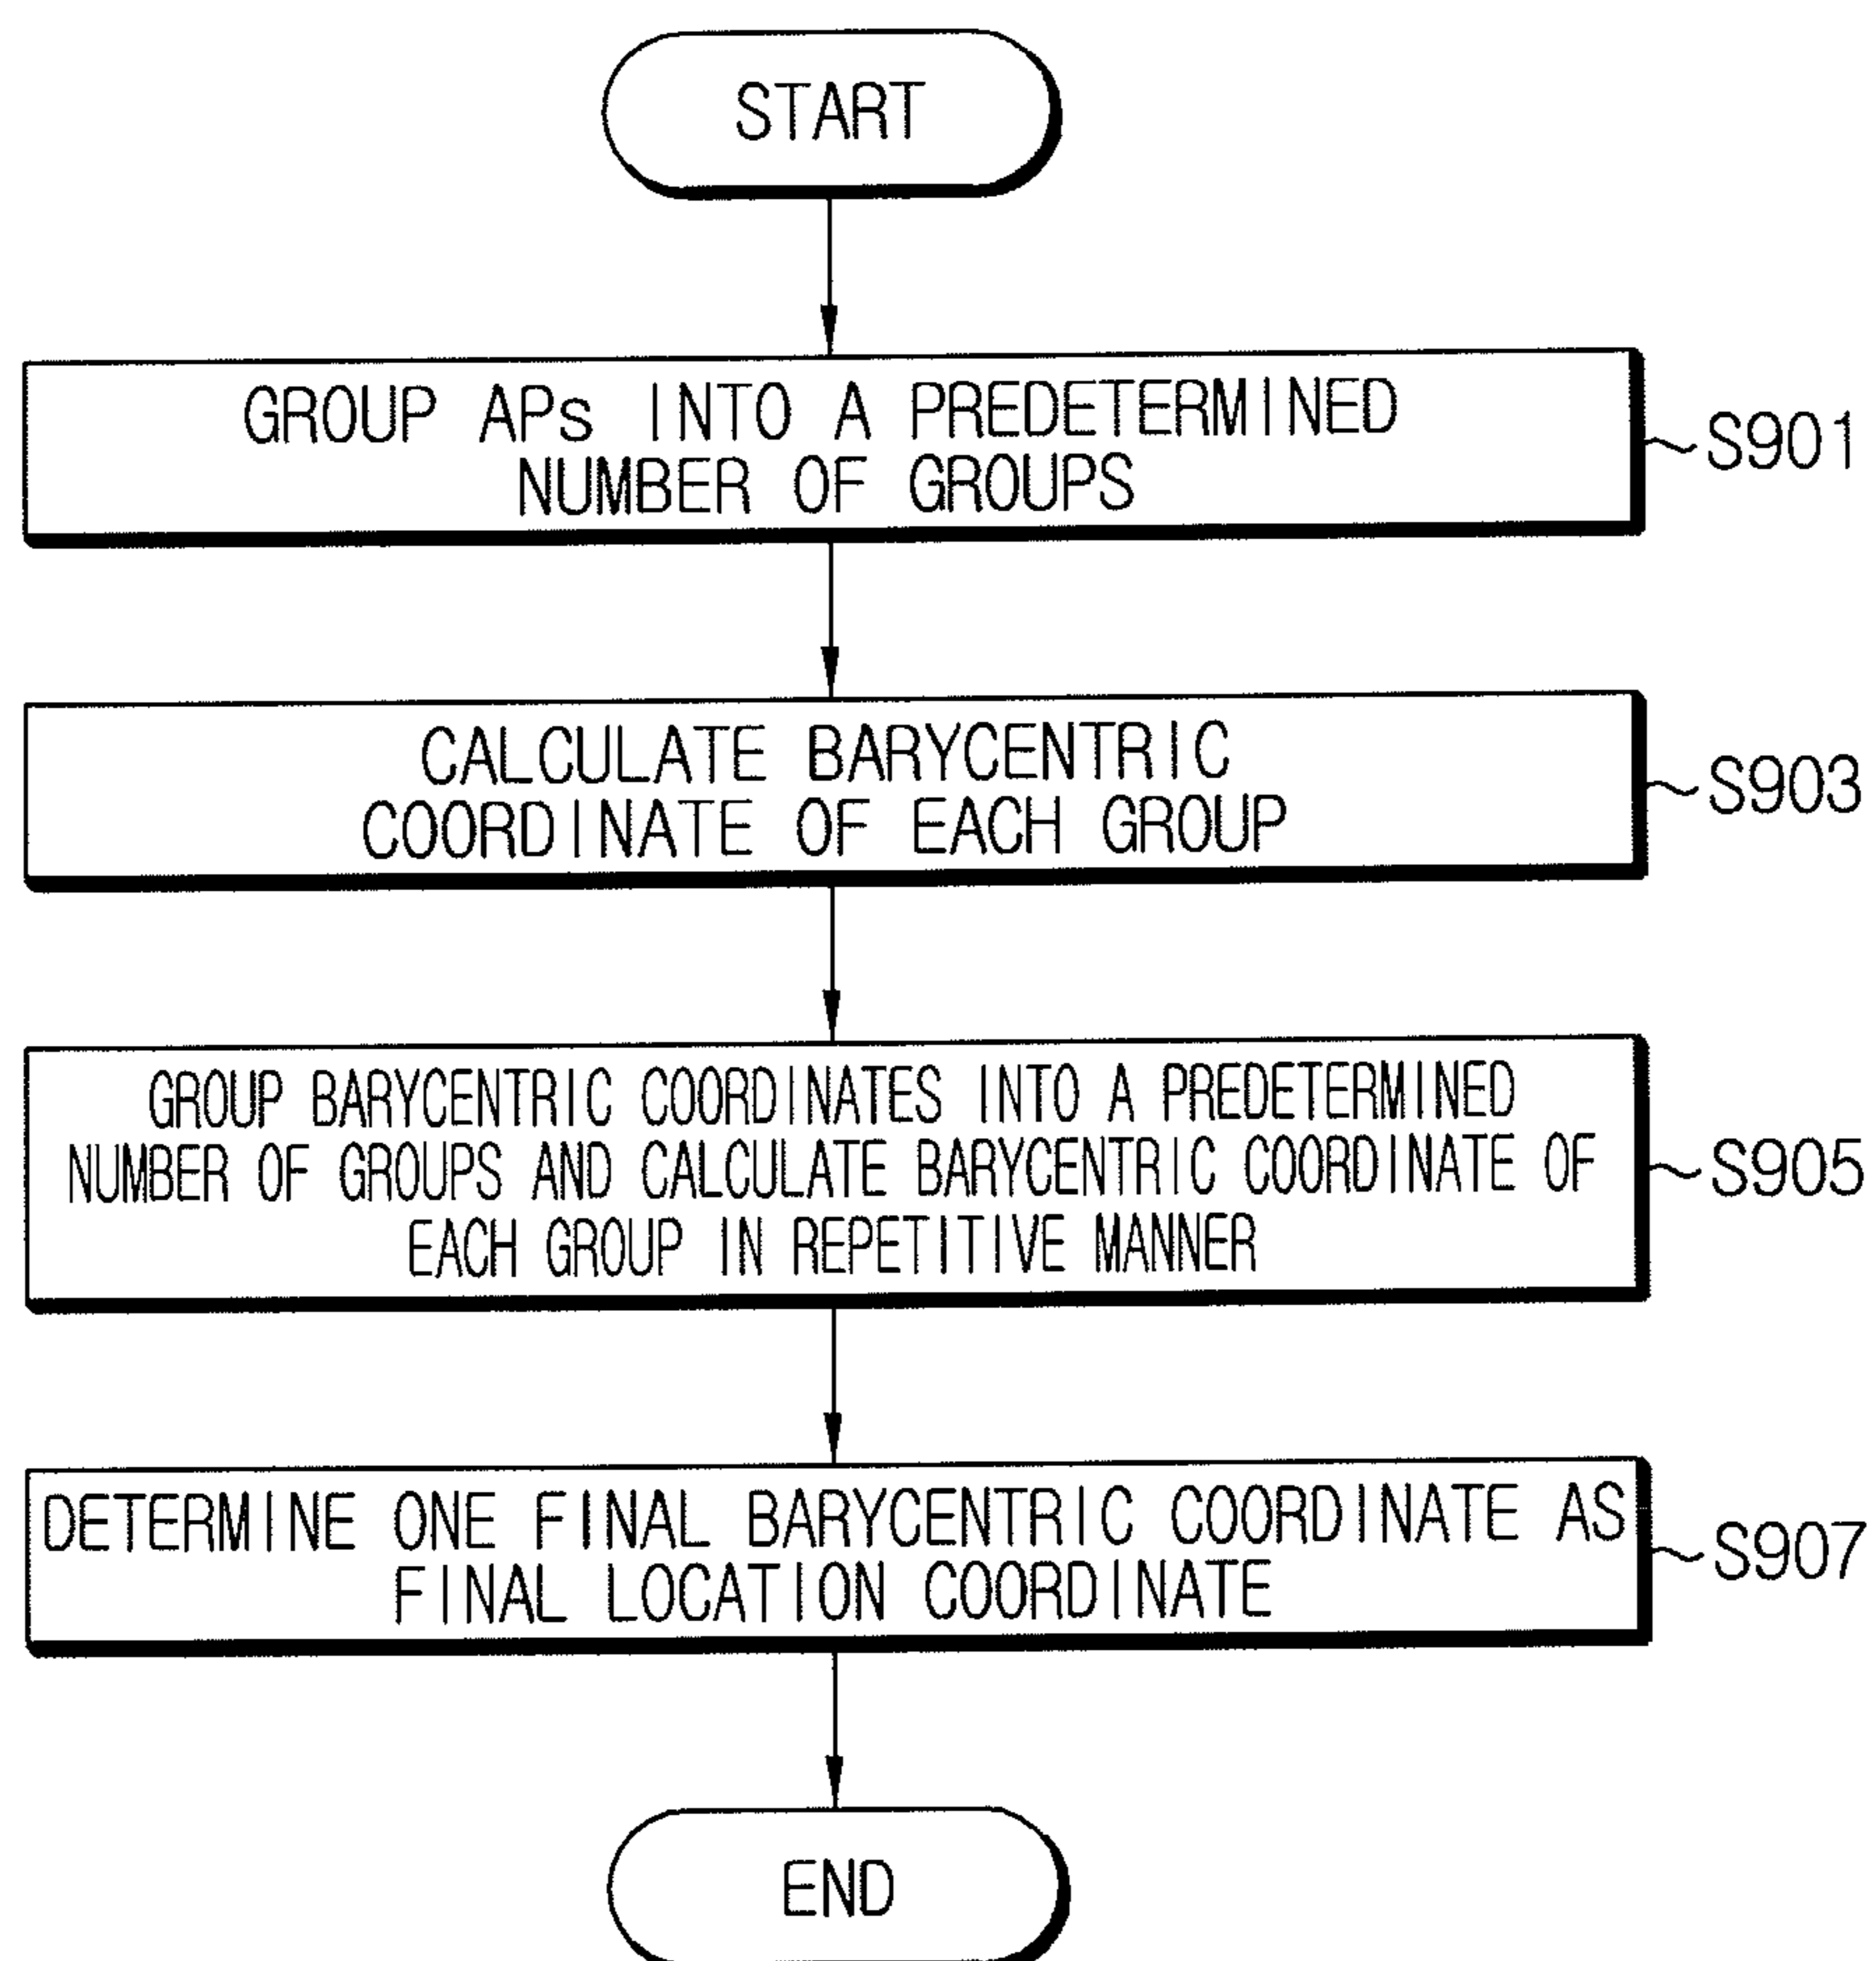 START
GROUP APs INTO A PREDETERMINED
NUMBER OF GROUPS
S901
CALCULATE BARYCENTRIC
COORDINATE OF EACH GROUP
S903
GROUP BARYCENTRIC COORDINATES INTO A PREDETERMINED
NUMBER OF GROUPS AND CALCULATE BARYCENTRIC COORDINATE OF
EACH GROUP IN REPETITIVE MANNER
S905
DETERMINE ONE FINAL BARYCENTRIC COORDINATE AS
FINAL LOCATION COORDINATE
S907
END